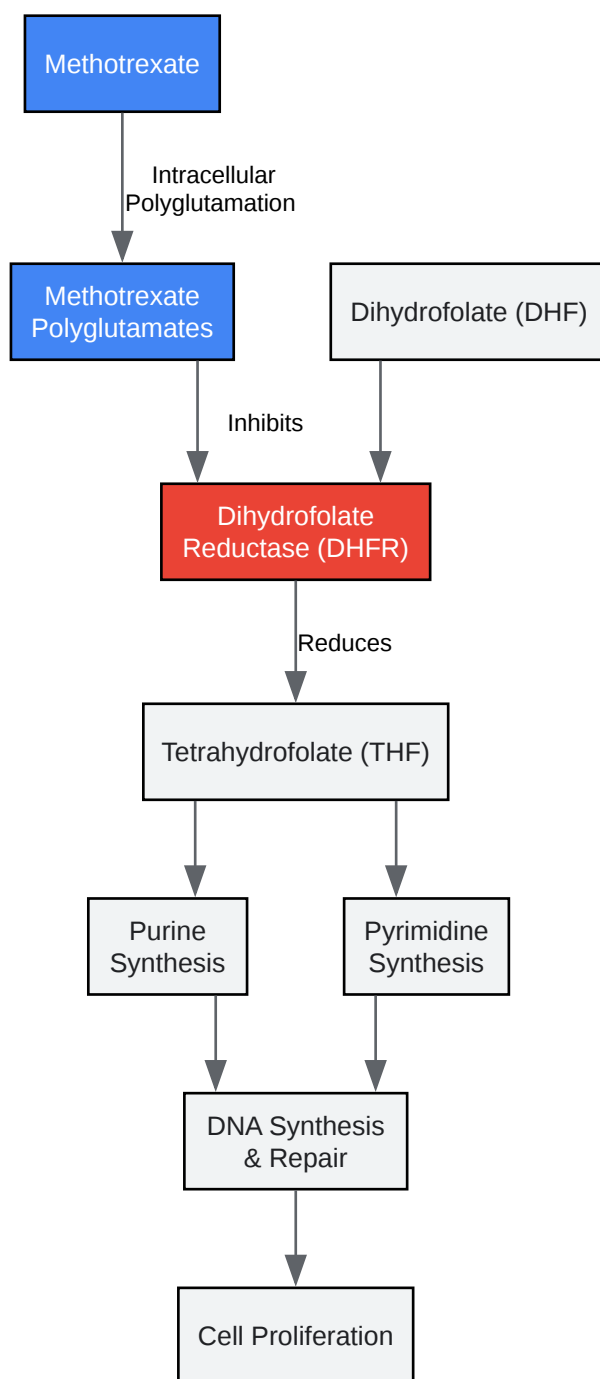 Methotrexate
Intracellular
Polyglutamation
Methotrexate
Polyglutamates
Dihydrofolate (DHF)
Inhibits
Dihydrofolate
Reductase (DHFR)
Reduces
Tetrahydrofolate (THF)
Purine
Synthesis
Pyrimidine
Synthesis
DNA Synthesis
& Repair
Cell Proliferation